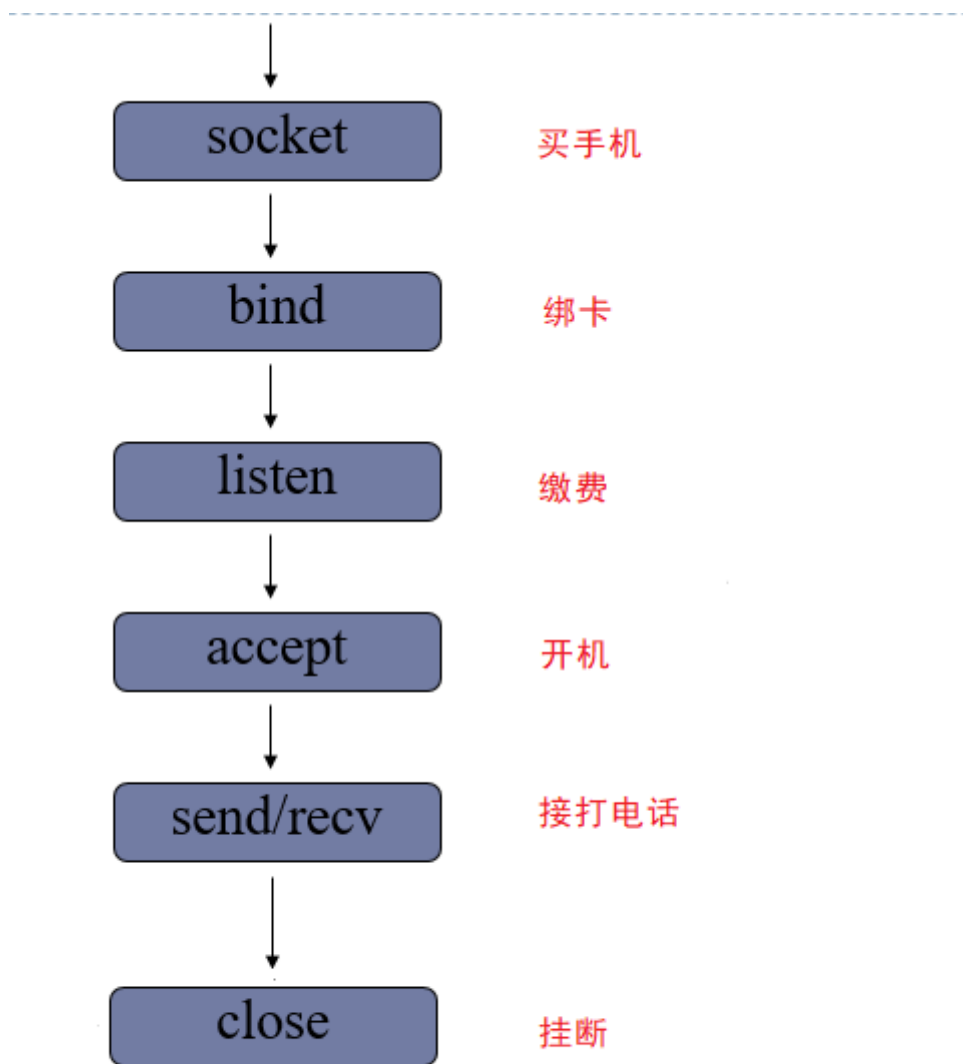 socket 买手机
bind 绑卡
listen 缴费
accept 开机
send/recv 接打电话
close 挂断